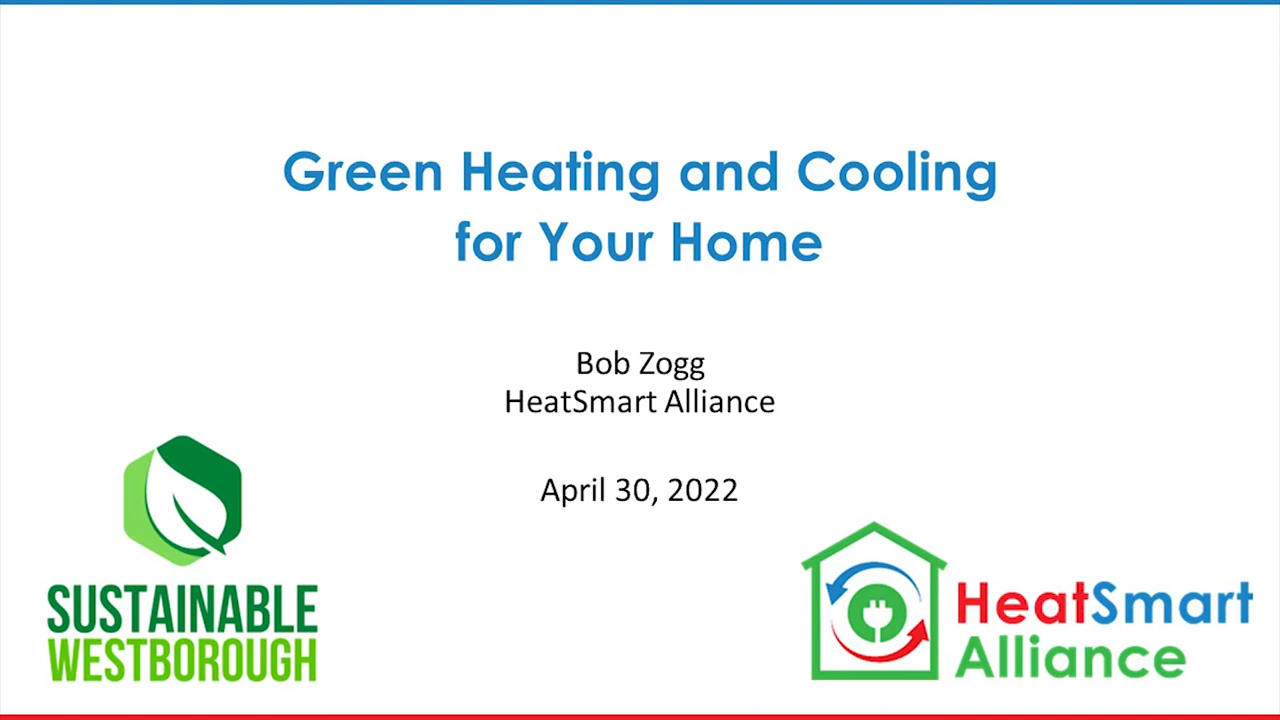 Green Heating and Cooling
for Your Home
Bob Zogg
HeatSmart Alliance
April 30, 2022
SUSTAINABLE
WESTBOROUGH
HeatSmart
Alliance